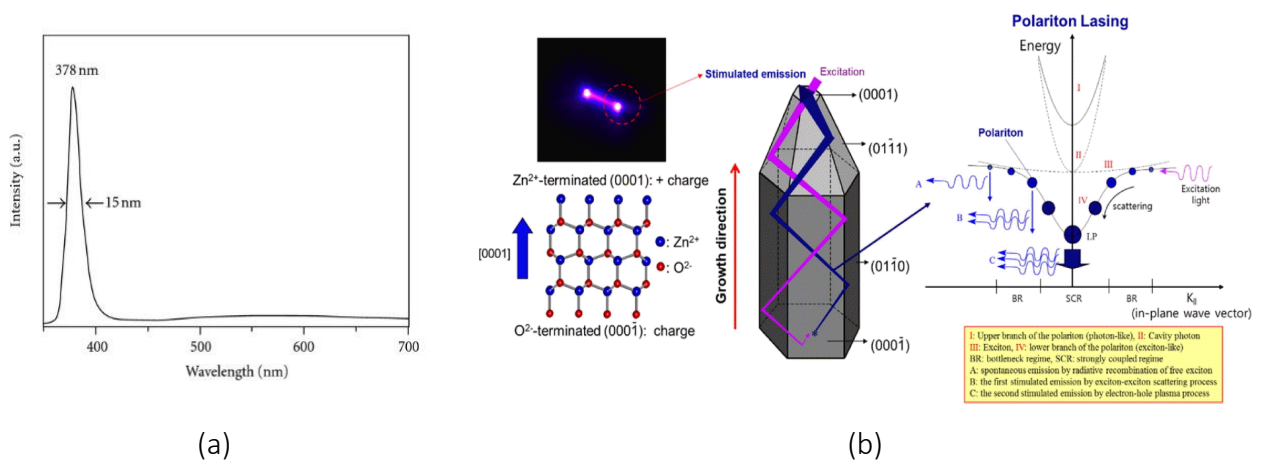 378 nm
15 nm
Intensity (a.u.)
400
500
600
700
Wavelength (nm)
(a)
Stimulated emission
Excitation
(0001)
(011̄1)
(011̄0)
(0001̄)
Growth direction
Zn²⁺-terminated (0001): + charge
[0001]
: Zn²⁺
: O²⁻
O²⁻-terminated (0001̄): charge
Polariton Lasing
Energy
I
II
III
IV
Polariton
A
B
C
LP
scattering
Excitation
light
BR
SCR
BR
K||
(in-plane wave vector)
I: Upper branch of the polariton (photon-like), II: Cavity photon
III: Exciton, IV: lower branch of the polariton (exciton-like)
BR: bottleneck regime, SCR: strongly coupled regime
A: spontaneous emission by radiative recombination of free exciton
B: the first stimulated emission by exciton-exciton scattering process
C: the second stimulated emission by electron-hole plasma process
(b)